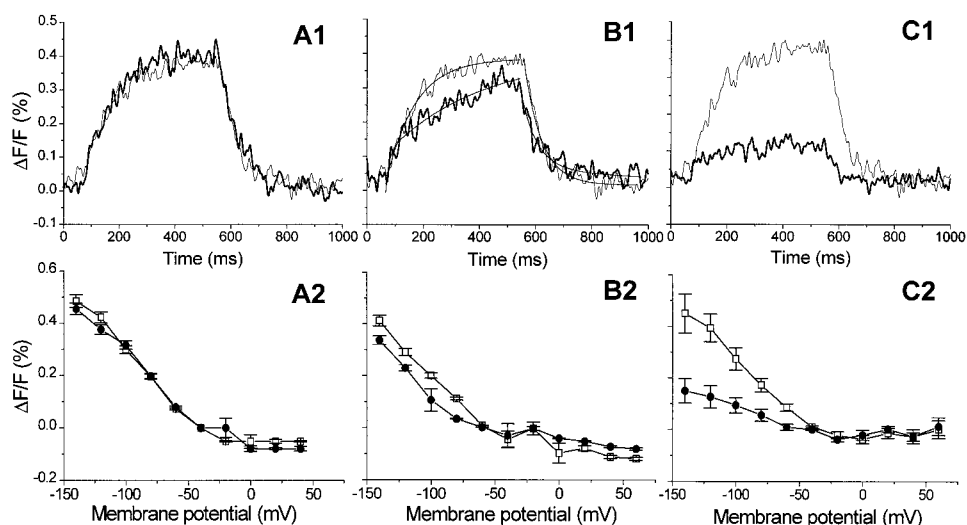 A1
B1
C1
ΔF/F (%)
0.5
0.4
0.3
0.2
0.1
0.0
-0.1
0 200 400 600 800 1000
0 200 400 600 800 1000
0 200 400 600 800 1000
Time (ms)
Time (ms)
Time (ms)
A2
B2
C2
ΔF/F (%)
0.6
0.4
0.2
0.0
-0.2
-150 -100 -50 0 50
-150 -100 -50 0 50
-150 -100 -50 0 50
Membrane potential (mV)
Membrane potential (mV)
Membrane potential (mV)